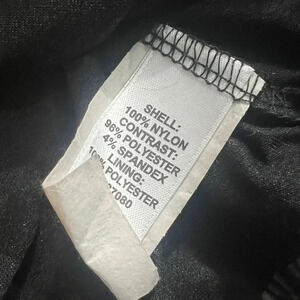 SHELL:
100% NYLON
CONTRAST:
96% POLYESTER
4% SPANDEX
LINING:
POLYESTER